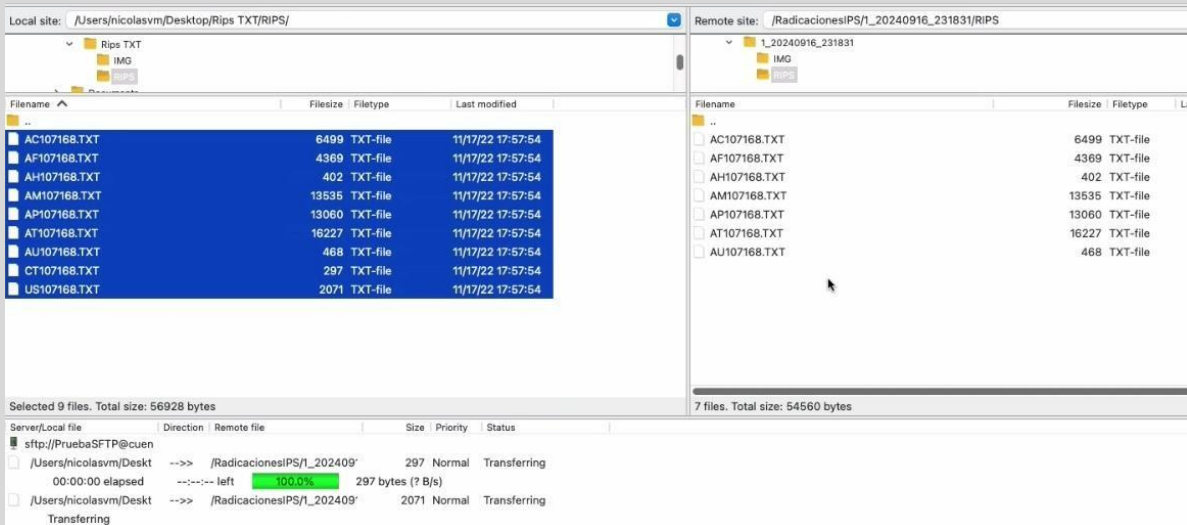 Local site: /Users/nicolasvm/Desktop/Rips TXT/RIPS/
Rips TXT
IMG
RIPS
Filename Filesize Filetype Last modified
..
AC107168.TXT 6499 TXT-file 11/17/22 17:57:54
AF107168.TXT 4369 TXT-file 11/17/22 17:57:54
AH107168.TXT 402 TXT-file 11/17/22 17:57:54
AM107168.TXT 13535 TXT-file 11/17/22 17:57:54
AP107168.TXT 13060 TXT-file 11/17/22 17:57:54
AT107168.TXT 16227 TXT-file 11/17/22 17:57:54
AU107168.TXT 468 TXT-file 11/17/22 17:57:54
CT107168.TXT 297 TXT-file 11/17/22 17:57:54
US107168.TXT 2071 TXT-file 11/17/22 17:57:54
Selected 9 files. Total size: 56928 bytes
Remote site: /RadicacionesIPS/1_20240916_231831/RIPS
1_20240916_231831
IMG
RIPS
Filename Filesize Filetype
..
AC107168.TXT 6499 TXT-file
AF107168.TXT 4369 TXT-file
AH107168.TXT 402 TXT-file
AM107168.TXT 13535 TXT-file
AP107168.TXT 13060 TXT-file
AT107168.TXT 16227 TXT-file
AU107168.TXT 468 TXT-file
7 files. Total size: 54560 bytes
Server/Local file Direction Remote file Size Priority Status
sftp://PruebaSFTP@cuen
/Users/nicolasvm/Deskt -->> /RadicacionesIPS/1_202409 297 Normal Transferring
00:00:00 elapsed --:--:-- left 100.0% 297 bytes (? B/s)
/Users/nicolasvm/Deskt -->> /RadicacionesIPS/1_202409 2071 Normal Transferring
Transferring